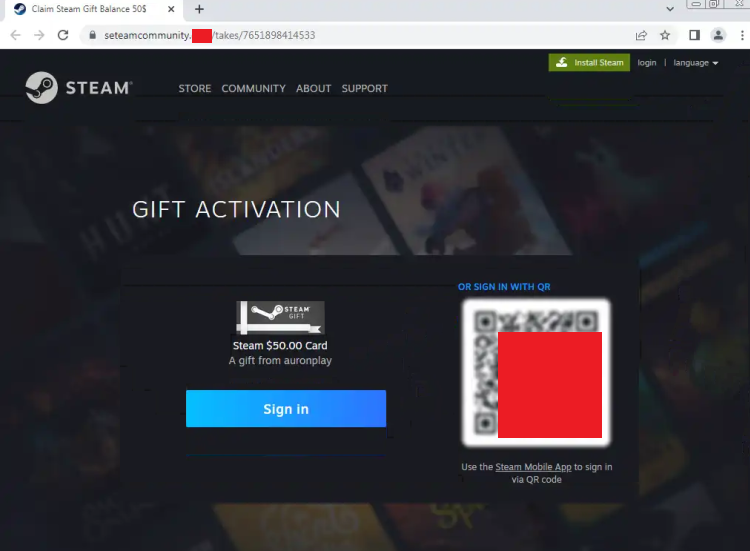 Claim Steam Gift Balance 50$
seteamcommunity. /takes/7651898414533
Install Steam login | language
STEAM
STORE COMMUNITY ABOUT SUPPORT
GIFT ACTIVATION
OR SIGN IN WITH QR
STEAM
GIFT
Steam $50.00 Card
A gift from auronplay
Sign in
Use the Steam Mobile App to sign in
via QR code